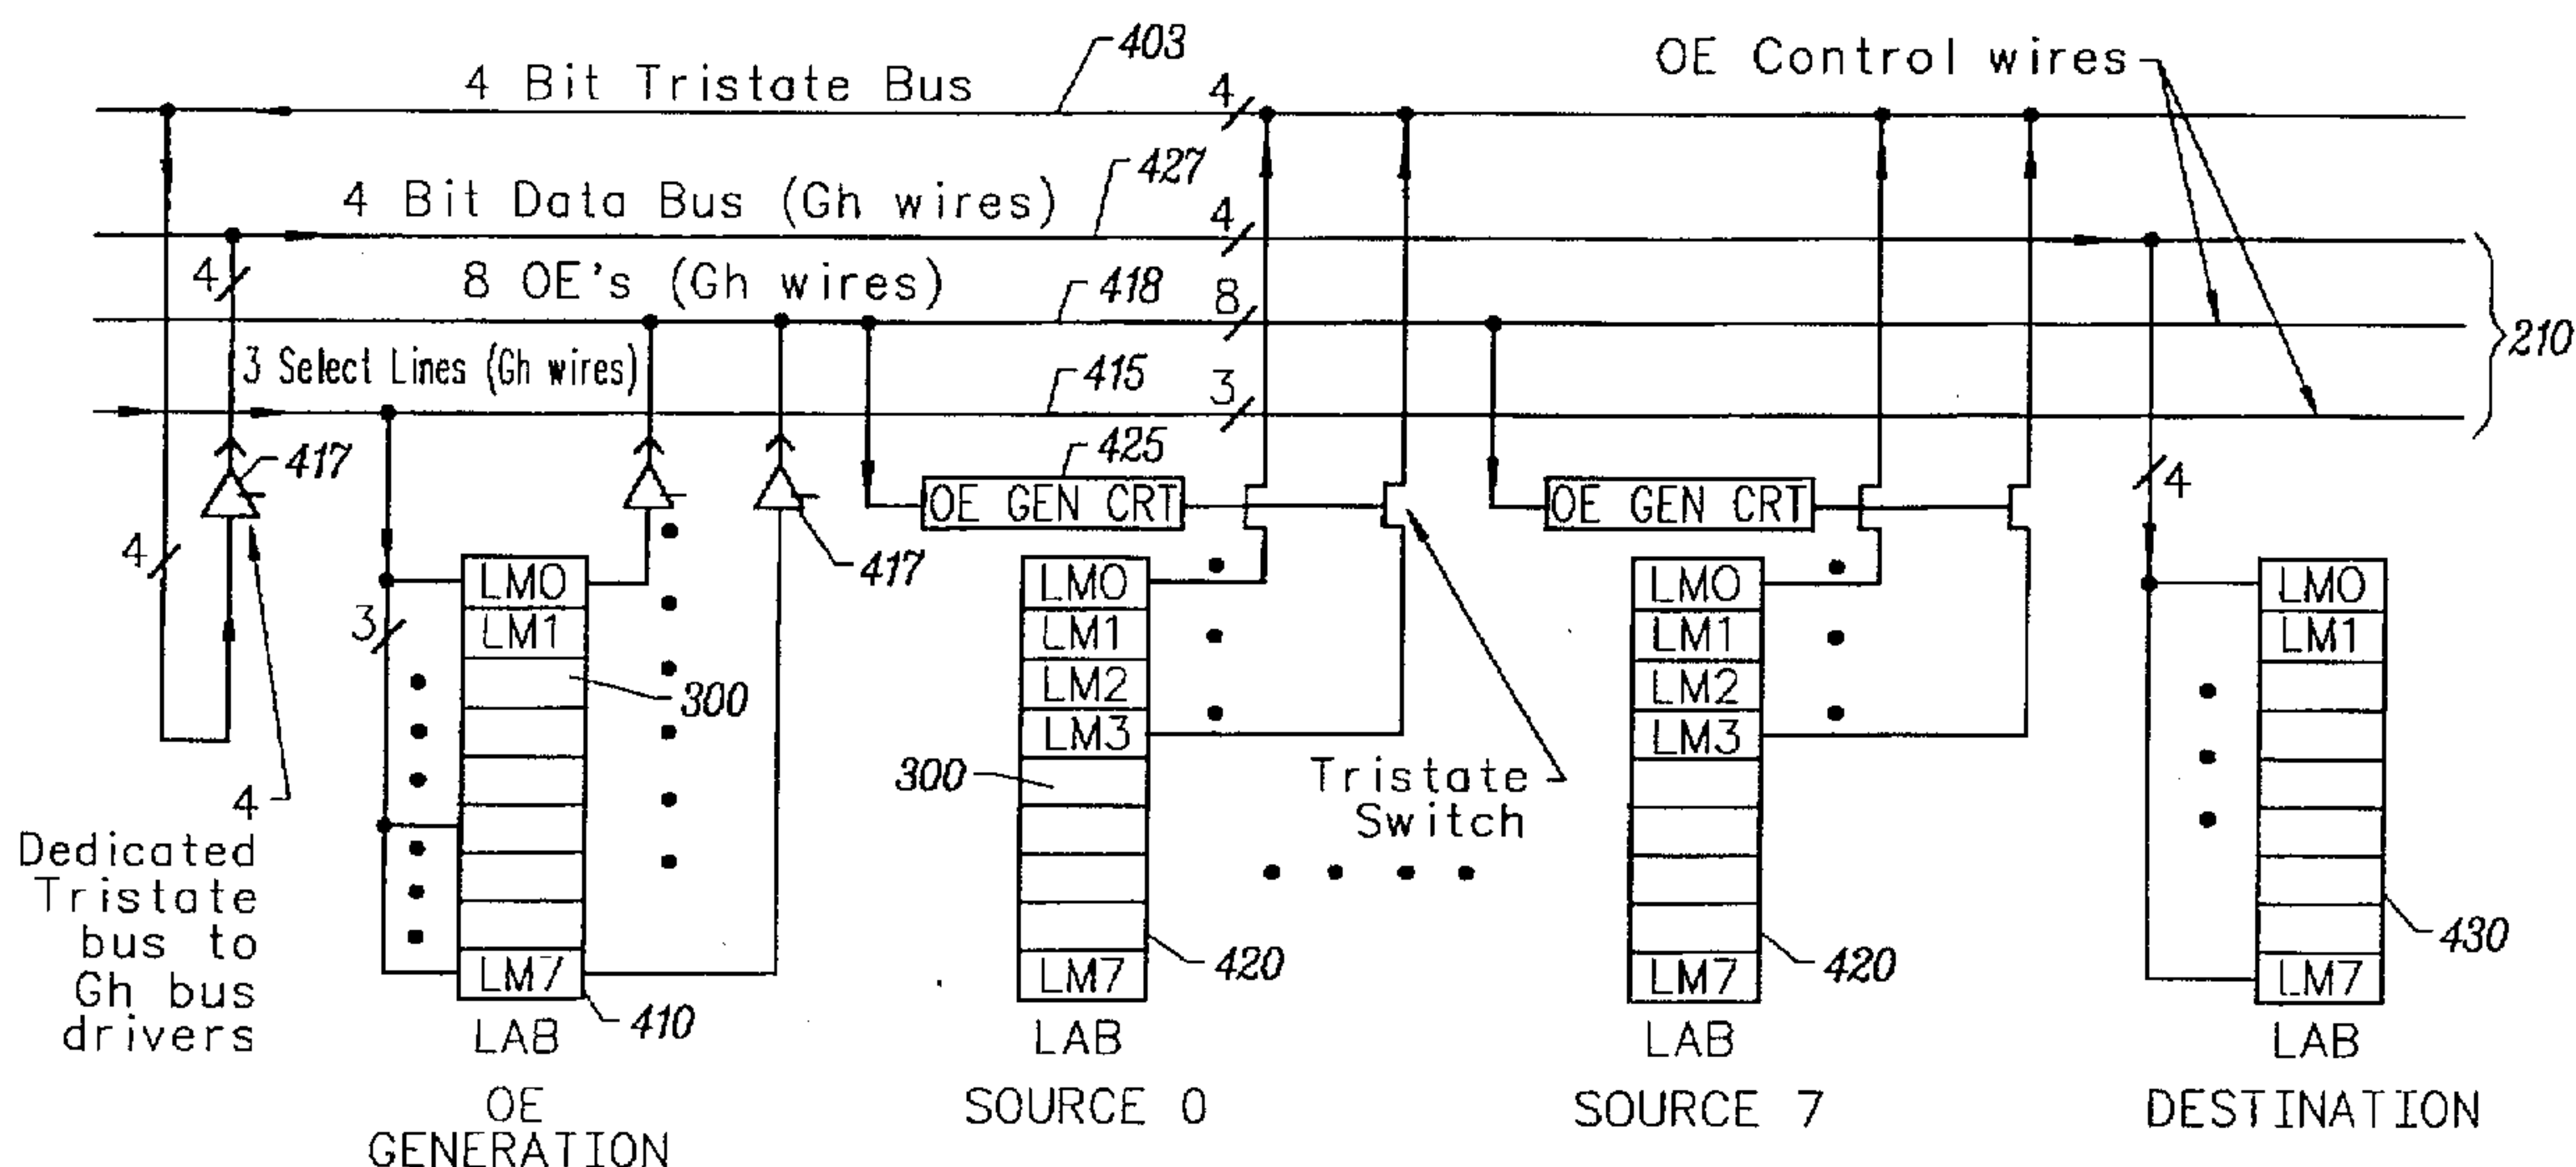 403
4 Bit Tristate Bus
4
OE Control wires
427
4 Bit Data Bus (Gh wires)
4
4
8 OE's (Gh wires)
418
8
210
3 Select Lines (Gh wires)
415
3
417
425
OE GEN CRT
OE GEN CRT
4
4
417
LM0
LM1
LM7
3
300
410
LAB
OE
GENERATION
4
Dedicated
Tristate
bus to
Gh bus
drivers
LM0
LM1
LM2
LM3
LM7
300
420
LAB
SOURCE 0
Tristate
Switch
LM0
LM1
LM2
LM3
LM7
420
LAB
SOURCE 7
LM0
LM1
LM7
430
LAB
DESTINATION